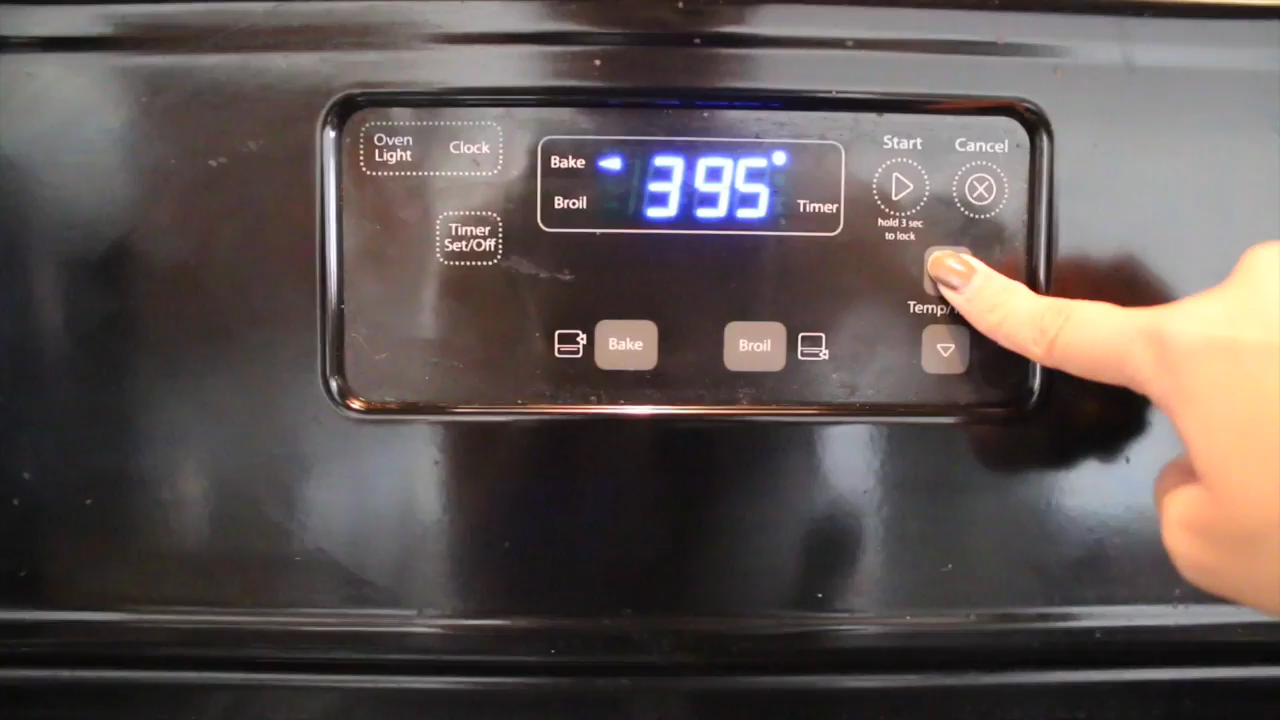 Oven
Light
Clock
Timer
Set/Off
Bake
395°
Broil
Timer
Start
hold 3 sec
to lock
Cancel
Bake
Broil